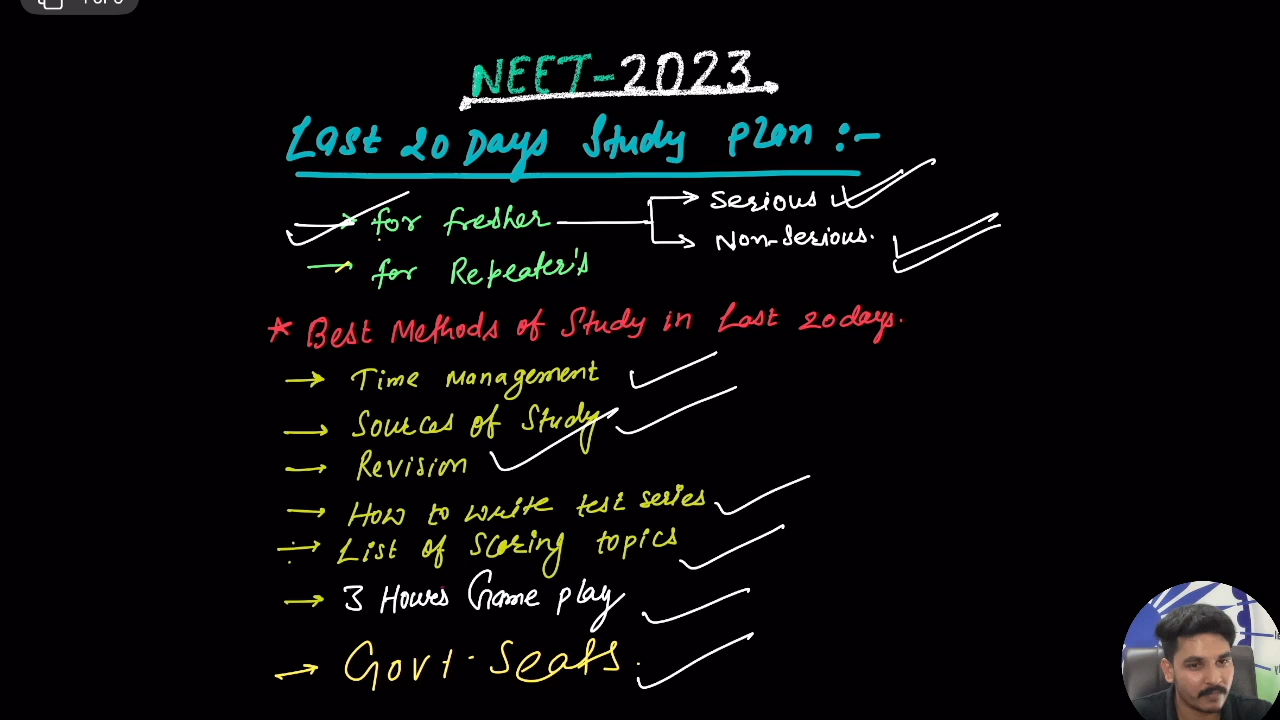 NEET-2023.
Last 20 Days Study Plan :-
→ for fresher → Serious
→ Non-Serious.
→ for Repeater's
* Best Methods of Study in Last 20 days.
→ Time Management
→ Sources of Study
→ Revision
→ How to write test series
→ List of Scoring topics
→ 3 Hours Game play
→ Govt. Seats.